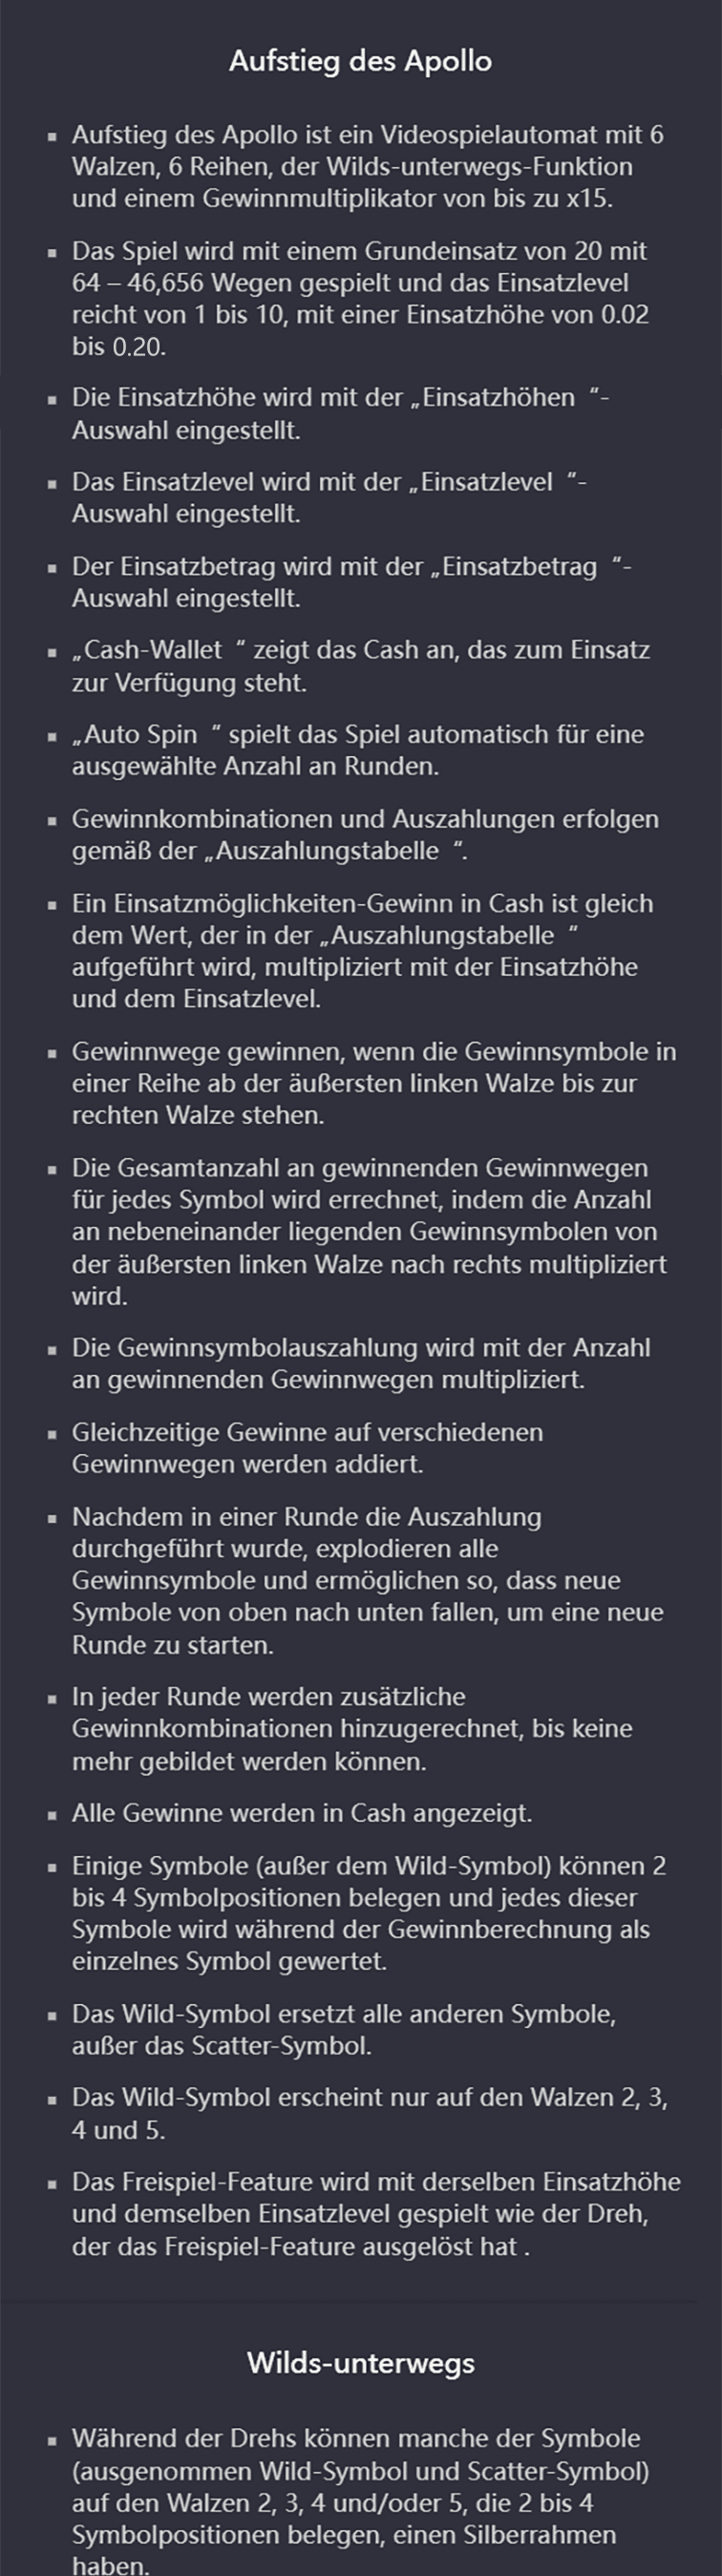 Aufstieg des Apollo
▪ Aufstieg des Apollo ist ein Videospielautomat mit 6
Walzen, 6 Reihen, der Wilds-unterwegs-Funktion
und einem Gewinnmultiplikator von bis zu x15.
▪ Das Spiel wird mit einem Grundeinsatz von 20 mit
64 – 46,656 Wegen gespielt und das Einsatzlevel
reicht von 1 bis 10, mit einer Einsatzhöhe von 0.02
bis 0.20.
▪ Die Einsatzhöhe wird mit der „Einsatzhöhen “-
Auswahl eingestellt.
▪ Das Einsatzlevel wird mit der „Einsatzlevel “-
Auswahl eingestellt.
▪ Der Einsatzbetrag wird mit der „Einsatzbetrag “-
Auswahl eingestellt.
▪ „Cash-Wallet “ zeigt das Cash an, das zum Einsatz
zur Verfügung steht.
▪ „Auto Spin “ spielt das Spiel automatisch für eine
ausgewählte Anzahl an Runden.
▪ Gewinnkombinationen und Auszahlungen erfolgen
gemäß der „Auszahlungstabelle “.
▪ Ein Einsatzmöglichkeiten-Gewinn in Cash ist gleich
dem Wert, der in der „Auszahlungstabelle “
aufgeführt wird, multipliziert mit der Einsatzhöhe
und dem Einsatzlevel.
▪ Gewinnwege gewinnen, wenn die Gewinnsymbole in
einer Reihe ab der äußersten linken Walze bis zur
rechten Walze stehen.
▪ Die Gesamtanzahl an gewinnenden Gewinnwegen
für jedes Symbol wird errechnet, indem die Anzahl
an nebeneinander liegenden Gewinnsymbolen von
der äußersten linken Walze nach rechts multipliziert
wird.
▪ Die Gewinnsymbolauszahlung wird mit der Anzahl
an gewinnenden Gewinnwegen multipliziert.
▪ Gleichzeitige Gewinne auf verschiedenen
Gewinnwegen werden addiert.
▪ Nachdem in einer Runde die Auszahlung
durchgeführt wurde, explodieren alle
Gewinnsymbole und ermöglichen so, dass neue
Symbole von oben nach unten fallen, um eine neue
Runde zu starten.
▪ In jeder Runde werden zusätzliche
Gewinnkombinationen hinzugerechnet, bis keine
mehr gebildet werden können.
▪ Alle Gewinne werden in Cash angezeigt.
▪ Einige Symbole (außer dem Wild-Symbol) können 2
bis 4 Symbolpositionen belegen und jedes dieser
Symbole wird während der Gewinnberechnung als
einzelnes Symbol gewertet.
▪ Das Wild-Symbol ersetzt alle anderen Symbole,
außer das Scatter-Symbol.
▪ Das Wild-Symbol erscheint nur auf den Walzen 2, 3,
4 und 5.
▪ Das Freispiel-Feature wird mit derselben Einsatzhöhe
und demselben Einsatzlevel gespielt wie der Dreh,
der das Freispiel-Feature ausgelöst hat .
Wilds-unterwegs
▪ Während der Drehs können manche der Symbole
(ausgenommen Wild-Symbol und Scatter-Symbol)
auf den Walzen 2, 3, 4 und/oder 5, die 2 bis 4
Symbolpositionen belegen, einen Silberrahmen
haben.